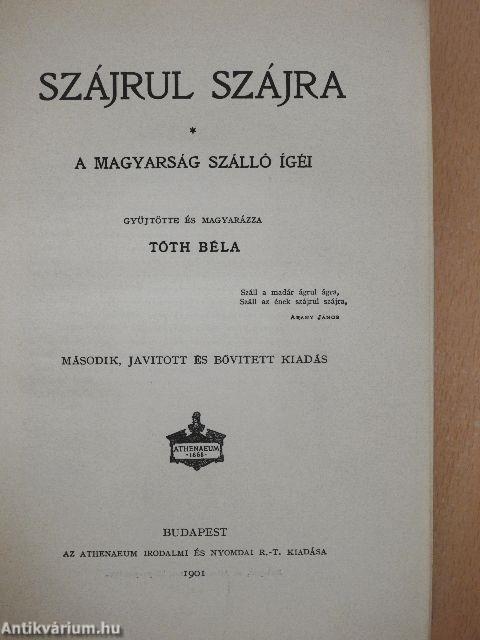 SZÁJRUL SZÁJRA
*
A MAGYARSÁG SZÁLLÓ ÍGÉI
GYŰJTÖTTE ÉS MAGYARÁZZA
TÓTH BÉLA
Száll a madár ágrul ágra,
Száll az ének szájrul szájra,
ARANY JÁNOS
MÁSODIK, JAVITOTT ÉS BŐVITETT KIADÁS
ATHENAEUM
·1868·
BUDAPEST
AZ ATHENAEUM IRODALMI ÉS NYOMDAI R.-T. KIADÁSA
1901
Antikvárium.hu